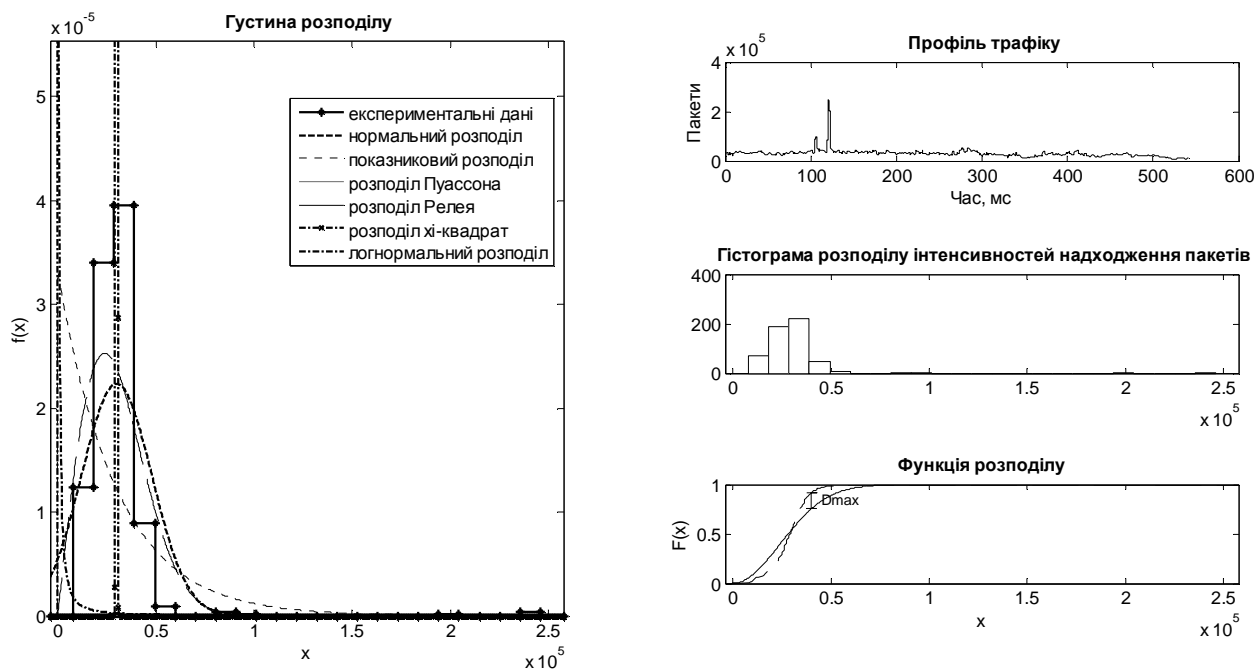 Густина розподілу
x 10^-5
5
4
3
2
1
0
f(x)
експериментальні дані
нормальний розподіл
показниковий розподіл
розподіл Пуассона
розподіл Релея
розподіл хі-квадрат
логнормальний розподіл
0 0.5 1 1.5 2 2.5
x
x 10^5
Профіль трафіку
x 10^5
4
2
0
Пакети
0 100 200 300 400 500 600
Час, мс
Гістограма розподілу інтенсивностей надходження пакетів
400
200
0
0 0.5 1 1.5 2 2.5
x 10^5
Функція розподілу
1
0.5
0
F(x)
Dmax
0 0.5 1 1.5 2 2.5
x
x 10^5